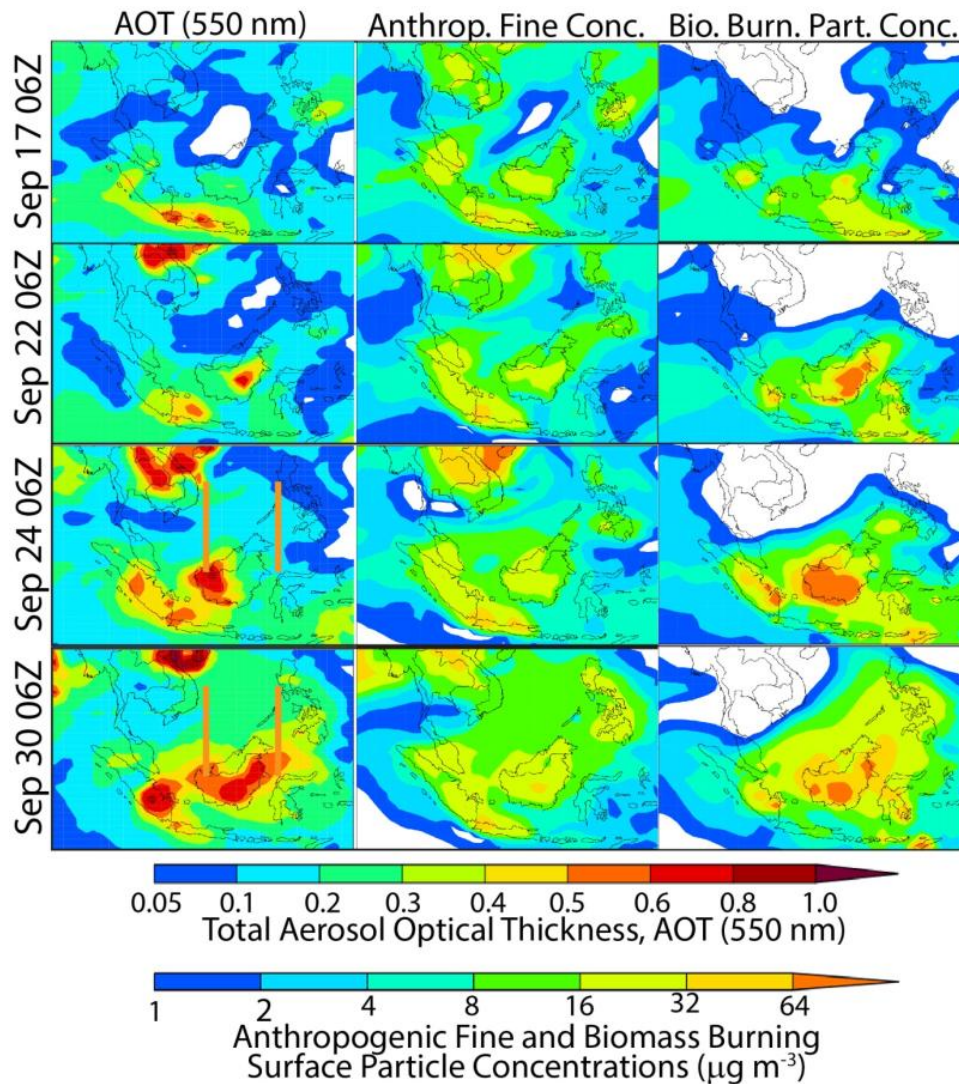 AOT (550 nm)
Anthrop. Fine Conc.
Bio. Burn. Part. Conc.
Sep 17 06Z
Sep 22 06Z
Sep 24 06Z
Sep 30 06Z
0.05 0.1 0.2 0.3 0.4 0.5 0.6 0.8 1.0
Total Aerosol Optical Thickness, AOT (550 nm)
1 2 4 8 16 32 64
Anthropogenic Fine and Biomass Burning
Surface Particle Concentrations (μg m⁻³)